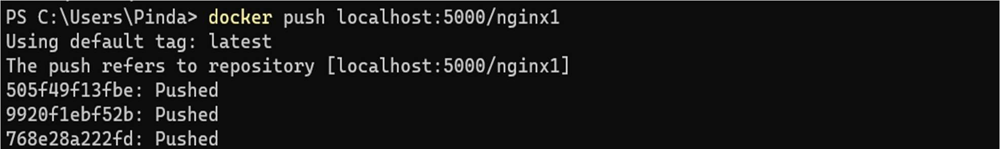 PS C:\Users\Pinda> docker push localhost:5000/nginx1
Using default tag: latest
The push refers to repository [localhost:5000/nginx1]
505f49f13fbe: Pushed
9920f1ebf52b: Pushed
768e28a222fd: Pushed